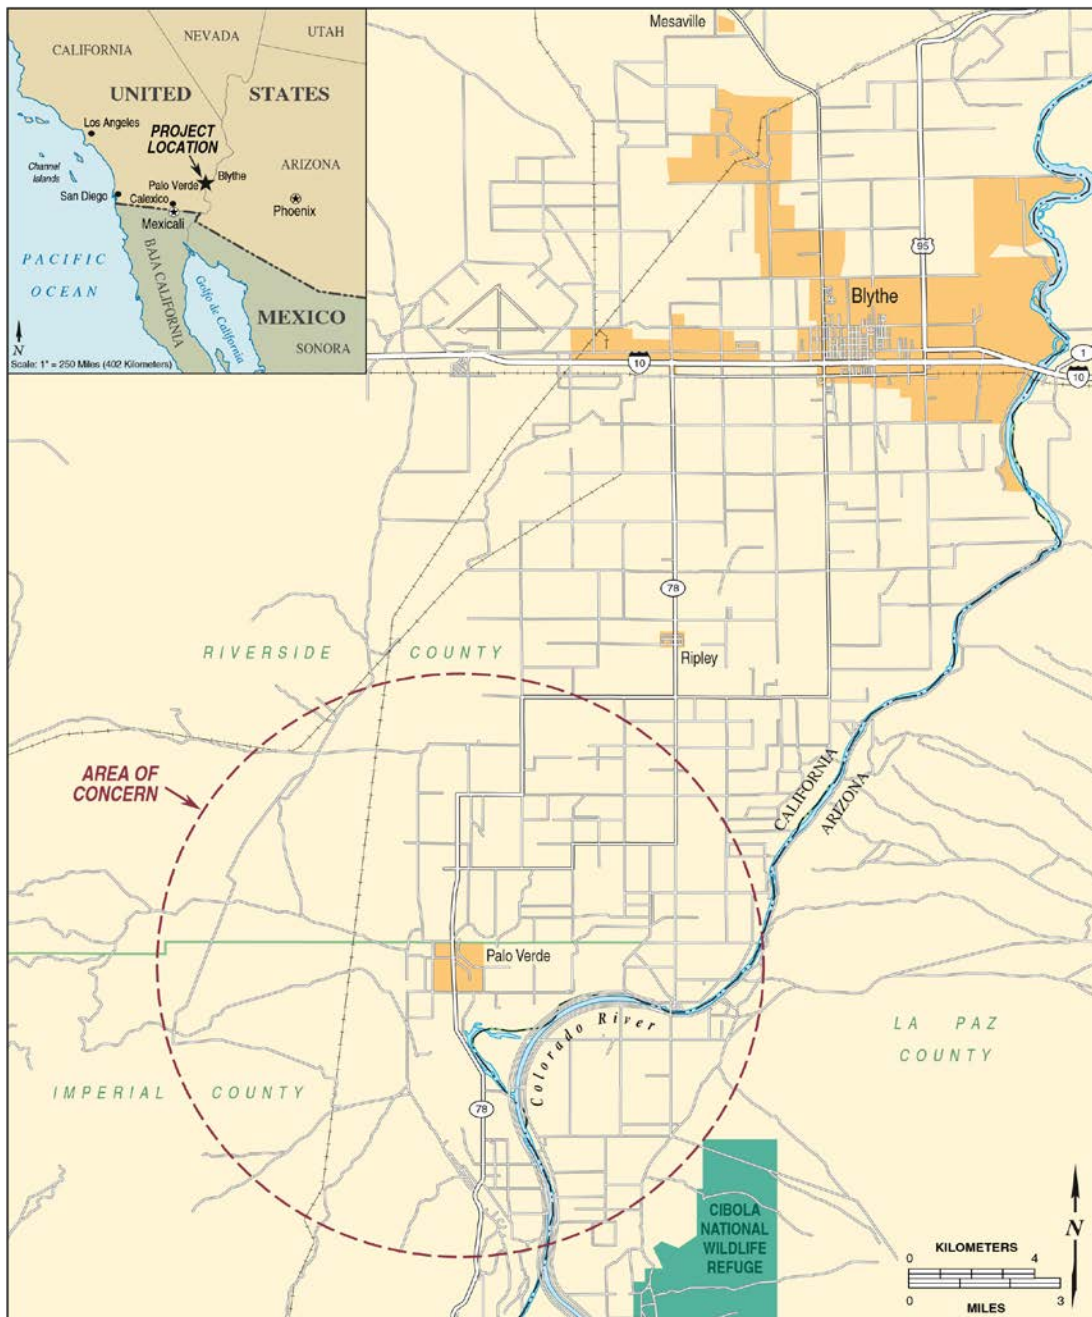 CALIFORNIA
NEVADA
UTAH
UNITED STATES
Los Angeles
PROJECT
LOCATION
Channel
Islands
ARIZONA
Palo Verde
Blythe
San Diego
Calexico
Mexicali
Phoenix
PACIFIC
OCEAN
BAJA CALIFORNIA
Golfo de California
MEXICO
SONORA
N
Scale: 1" = 250 Miles (402 Kilometers)
Mesaville
95
Blythe
10
1
10
78
Ripley
RIVERSIDE COUNTY
AREA OF
CONCERN
CALIFORNIA
ARIZONA
Palo Verde
Colorado River
LA PAZ
COUNTY
IMPERIAL COUNTY
78
CIBOLA
NATIONAL
WILDLIFE
REFUGE
KILOMETERS
0 4
0 3
MILES
N